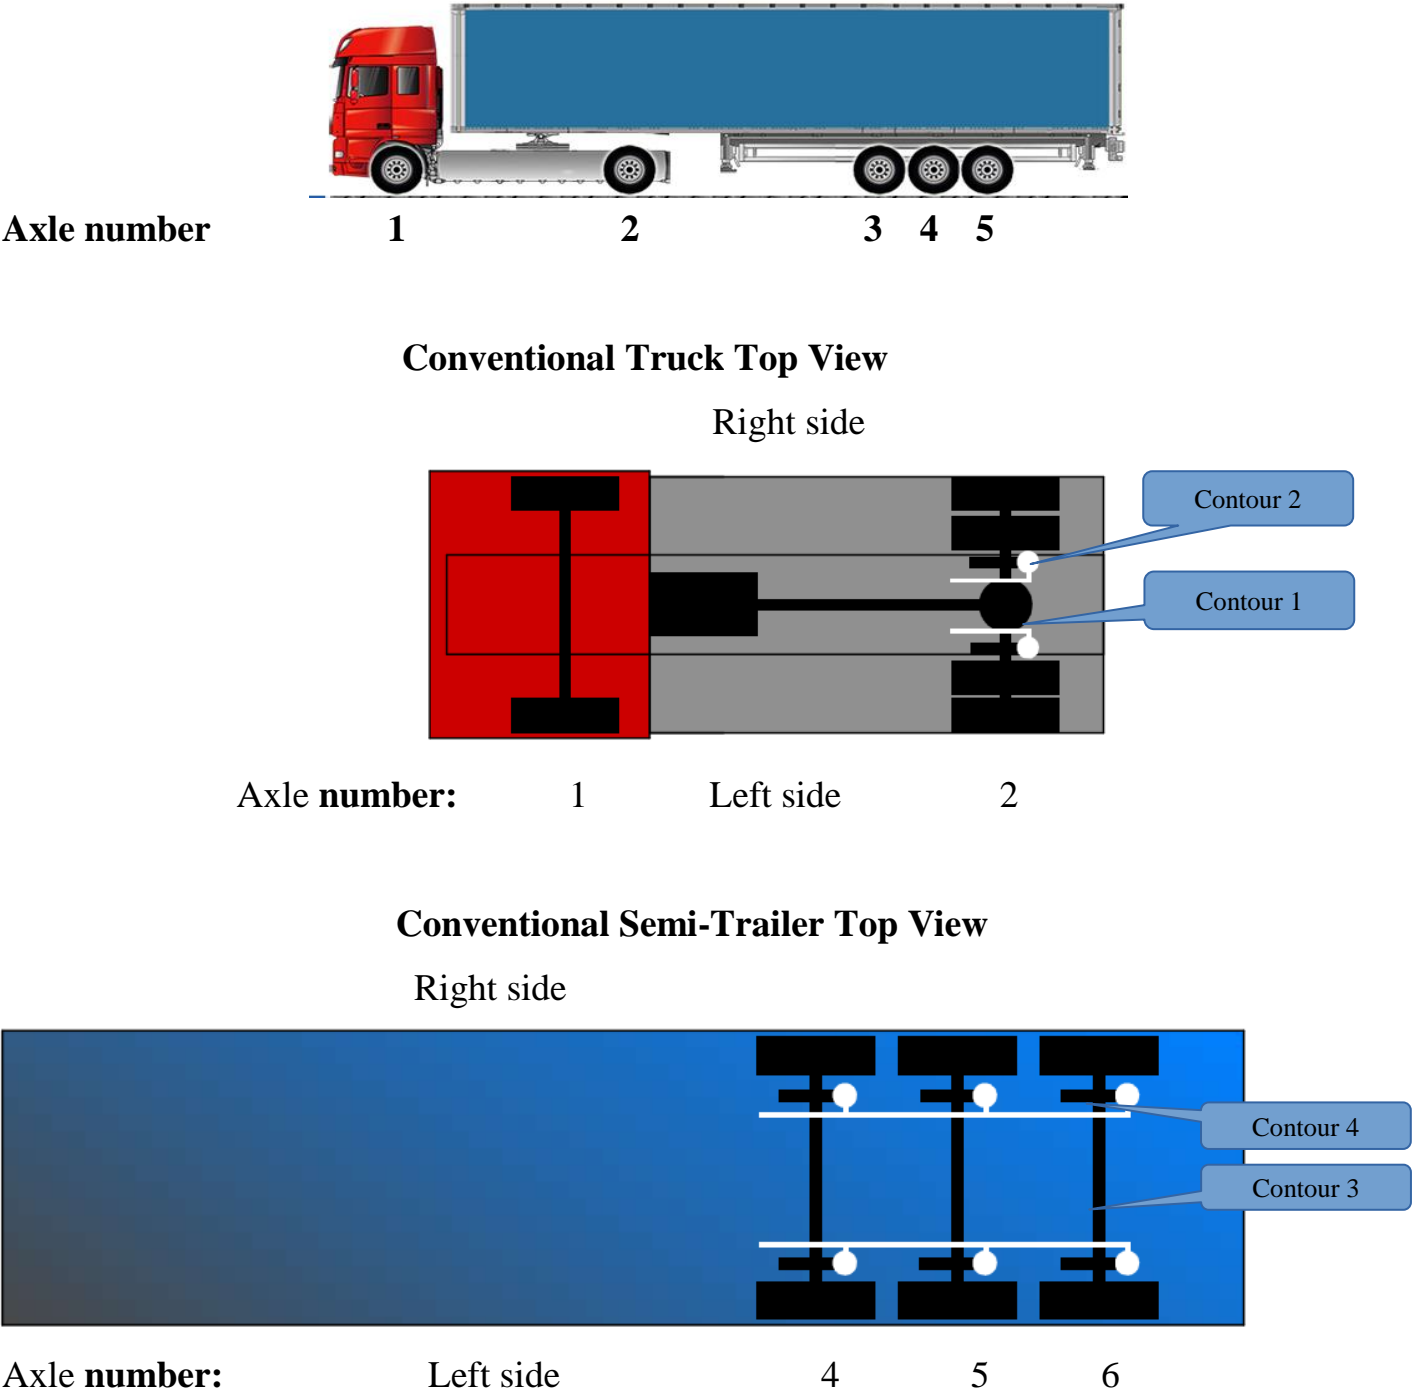 Axle number 1 2 3 4 5
Conventional Truck Top View
Right side
Contour 2
Contour 1
Axle number: 1 Left side 2
Conventional Semi-Trailer Top View
Right side
Contour 4
Contour 3
Axle number: Left side 4 5 6